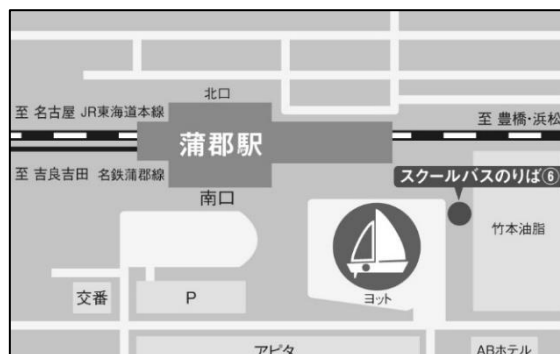 北口
至 名古屋 JR東海道本線
至 豊橋・浜松
蒲郡駅
至 吉良吉田 名鉄蒲郡線
スクールバスのりば⑥
南口
竹本油脂
交番
P
ヨット
アピタ
ABホテル